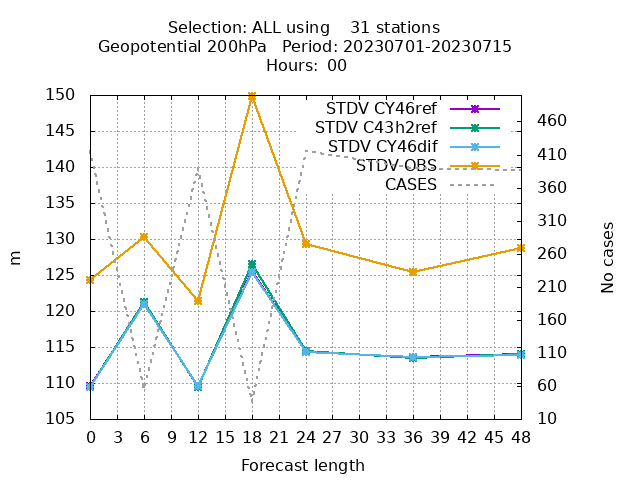 Selection: ALL using    31 stations
Geopotential 200hPa   Period: 20230701-20230715
Hours: 00
150
145
140
135
130
125
120
115
110
105
m
STDV CY46ref
STDV C43h2ref
STDV CY46dif
STDV OBS
CASES
460
410
360
310
260
210
160
110
60
10
No cases
0 3 6 9 12 15 18 21 24 27 30 33 36 39 42 45 48
Forecast length